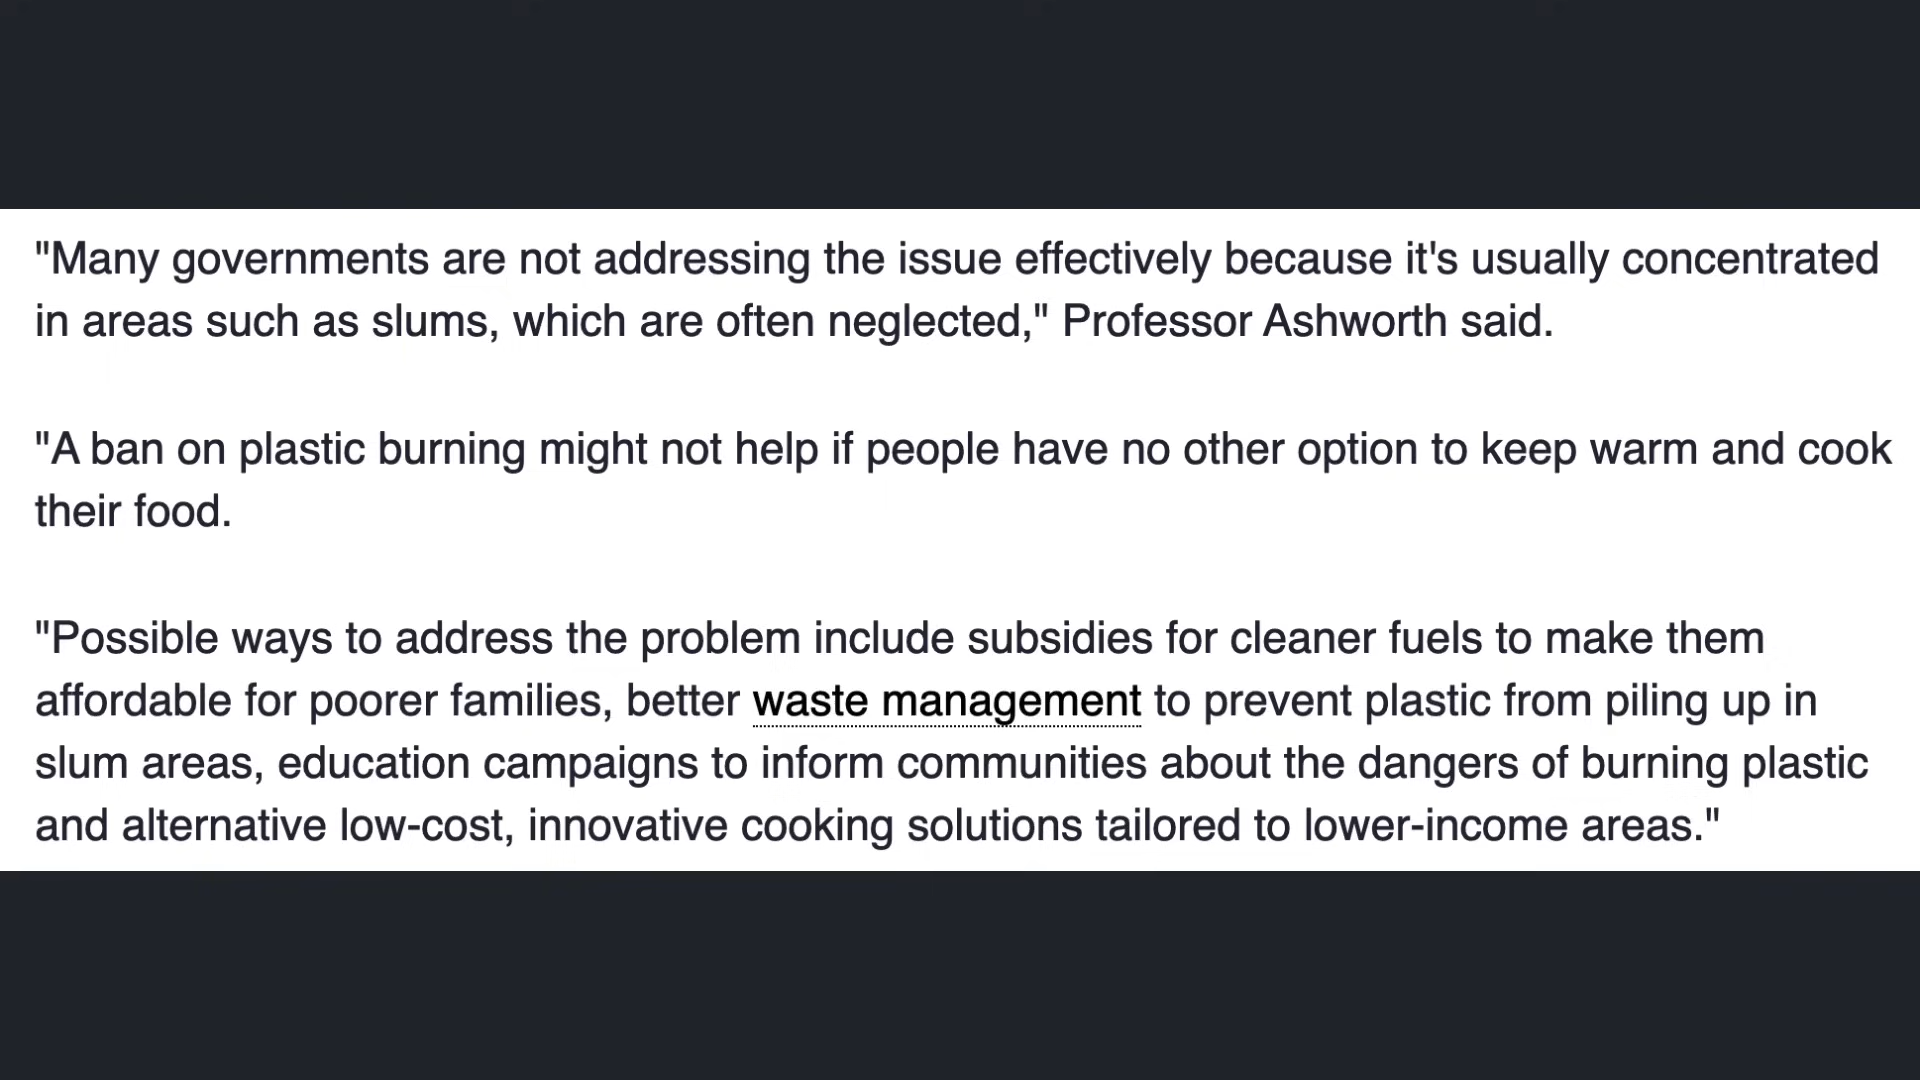 "Many governments are not addressing the issue effectively because it's usually concentrated
in areas such as slums, which are often neglected," Professor Ashworth said.
"A ban on plastic burning might not help if people have no other option to keep warm and cook
their food.
"Possible ways to address the problem include subsidies for cleaner fuels to make them
affordable for poorer families, better waste management to prevent plastic from piling up in
slum areas, education campaigns to inform communities about the dangers of burning plastic
and alternative low-cost, innovative cooking solutions tailored to lower-income areas."